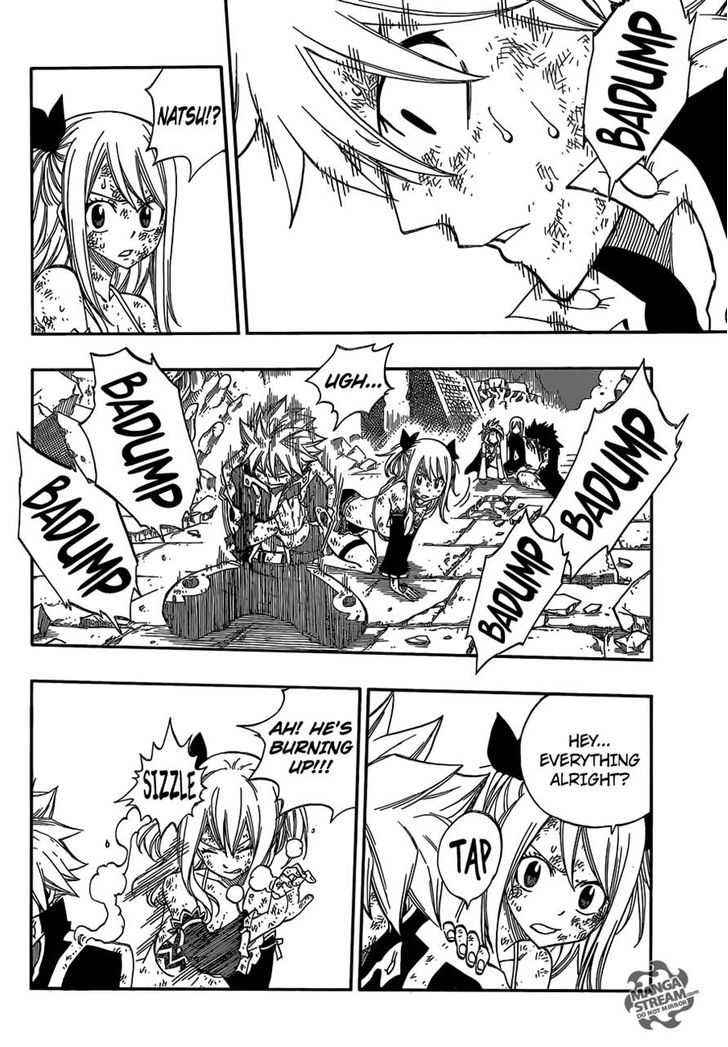 BADUMP
NATSU!?
UGH...
BADUMP
BADUMP
BADUMP
BADUMP
HEY...
EVERYTHING
ALRIGHT?
TAP
AH! HE'S
BURNING
UP!!!
SIZZLE
MANGA
STREAM.com
DO NOT MIRROR